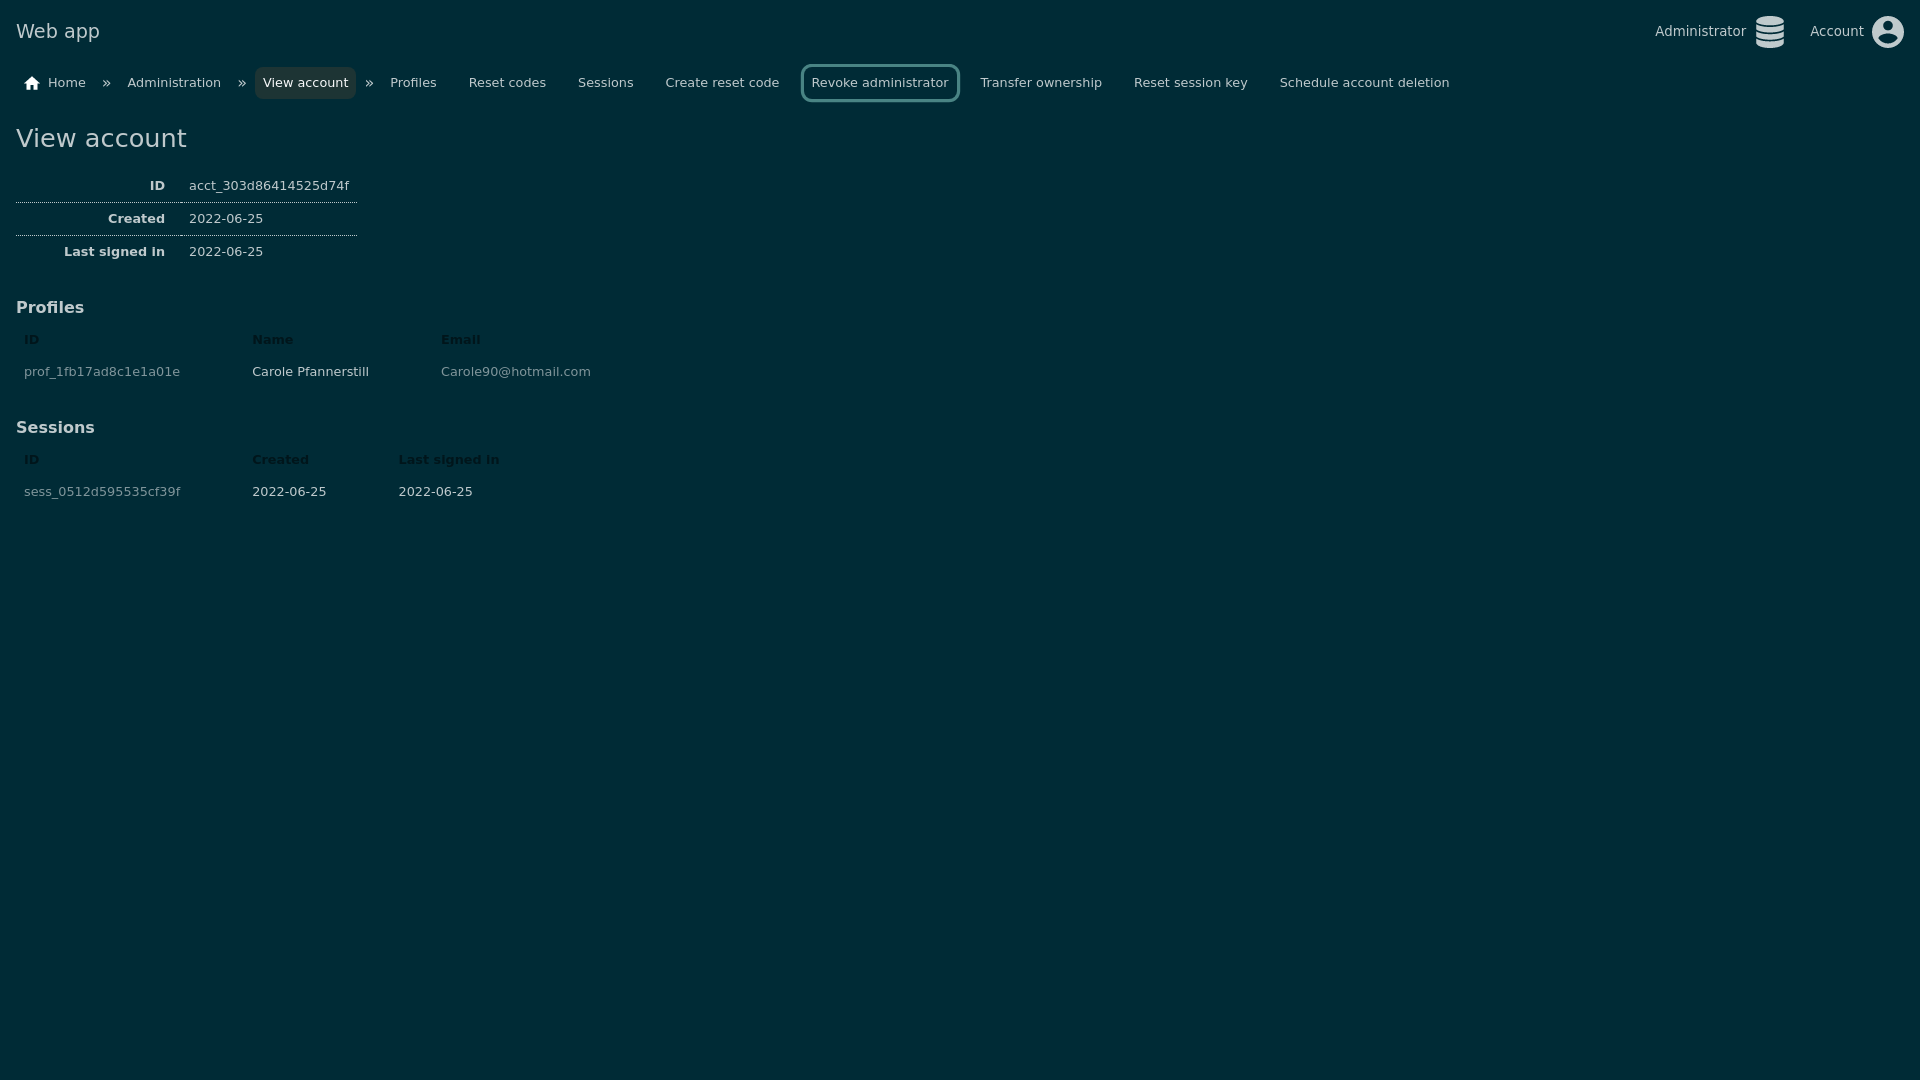 Web app
Administrator
Account
Home » Administration » View account » Profiles Reset codes Sessions Create reset code Revoke administrator Transfer ownership Reset session key Schedule account deletion
View account
ID acct_303d86414525d74f
Created 2022-06-25
Last signed in 2022-06-25
Profiles
ID Name Email
prof_1fb17ad8c1e1a01e Carole Pfannerstill Carole90@hotmail.com
Sessions
ID Created Last signed in
sess_0512d595535cf39f 2022-06-25 2022-06-25